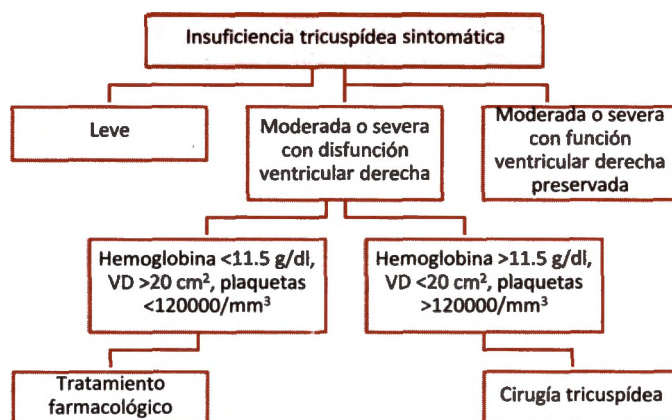 Insuficiencia tricuspídea sintomática
Leve
Moderada o severa
con disfunción
ventricular derecha
Moderada o severa
con función
ventricular derecha
preservada
Hemoglobina <11.5 g/dl,
VD >20 cm², plaquetas
<120000/mm³
Hemoglobina >11.5 g/dl,
VD <20 cm², plaquetas
>120000/mm³
Tratamiento
farmacológico
Cirugía tricuspídea